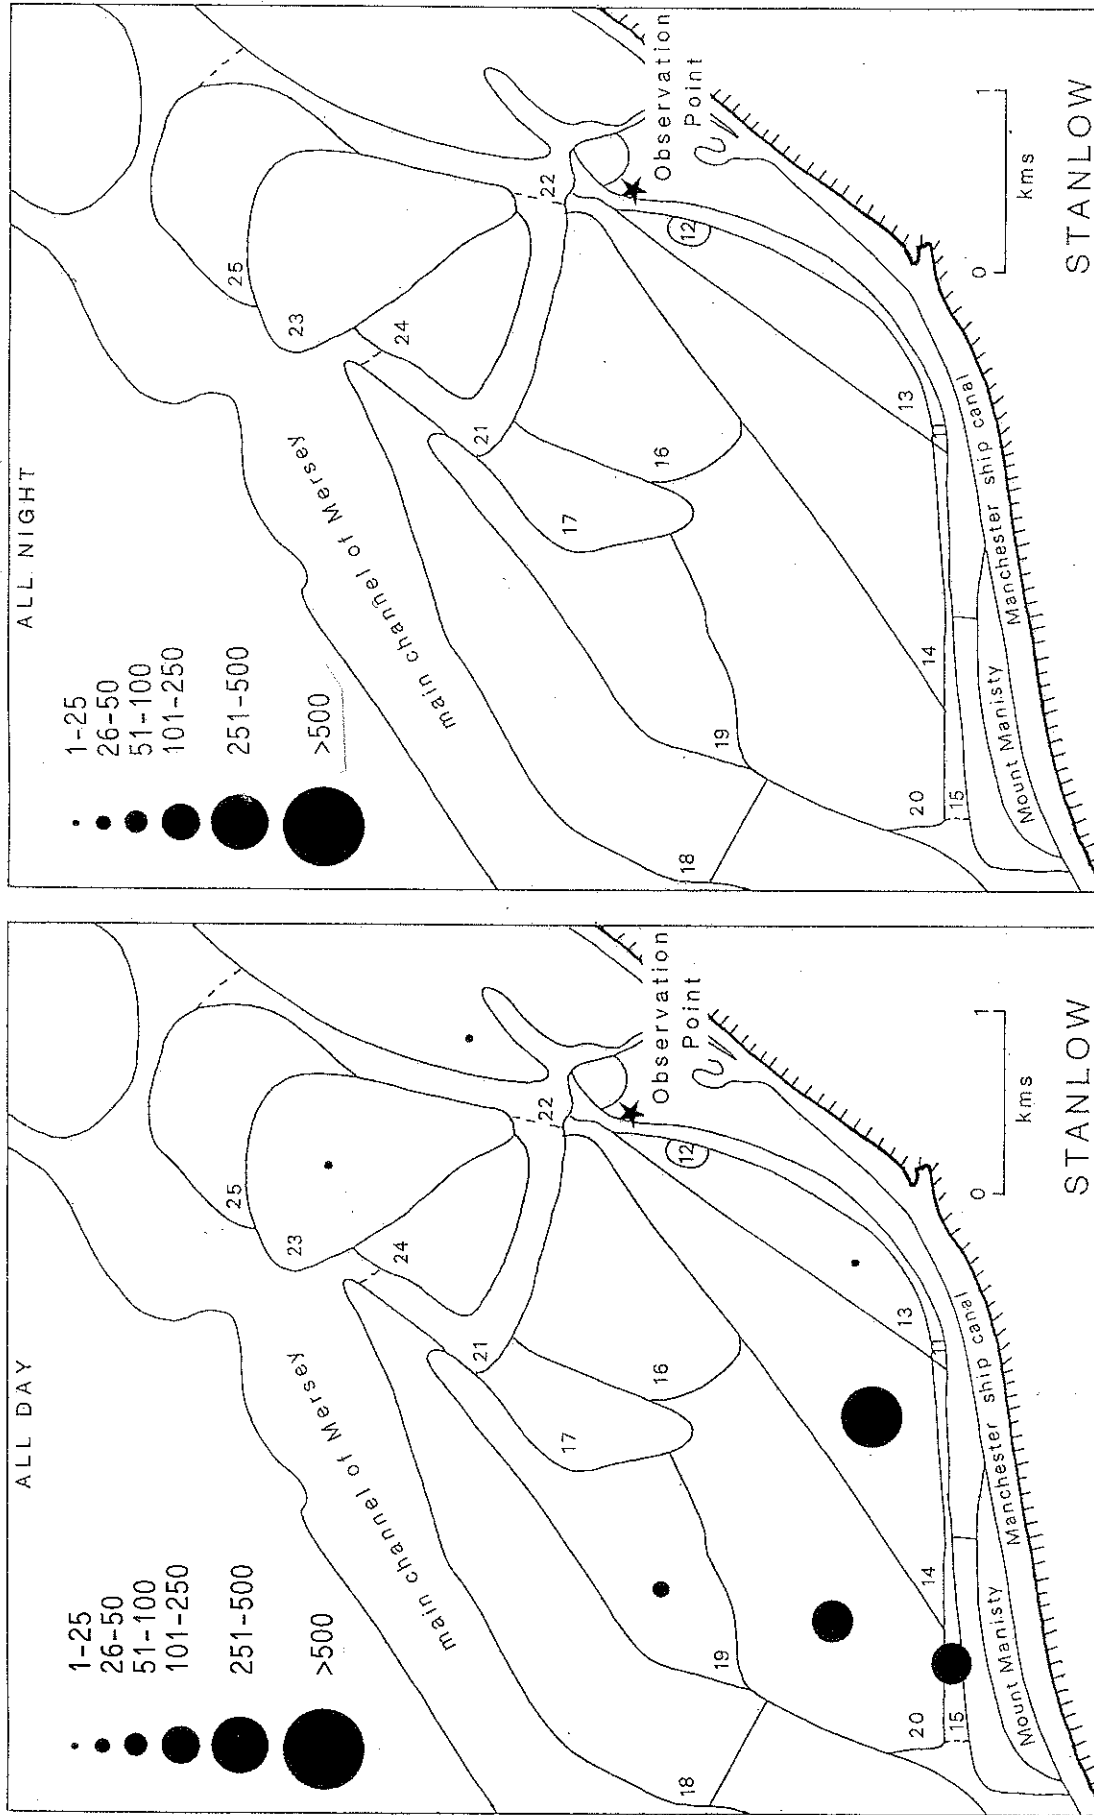 ALL DAY
1-25
26-50
51-100
101-250
251-500
>500
main channel of Mersey
25
23
24
22
21
17
16
12
13
11
14
19
18
20
15
Observation
Point
Manchester ship canal
Mount Manisty
0 1
kms
STANLOW
ALL NIGHT
1-25
26-50
51-100
101-250
251-500
>500
main channel of Mersey
25
23
24
22
21
17
16
12
13
11
14
19
18
20
15
Observation
Point
Manchester ship canal
Mount Manisty
0 1
kms
STANLOW